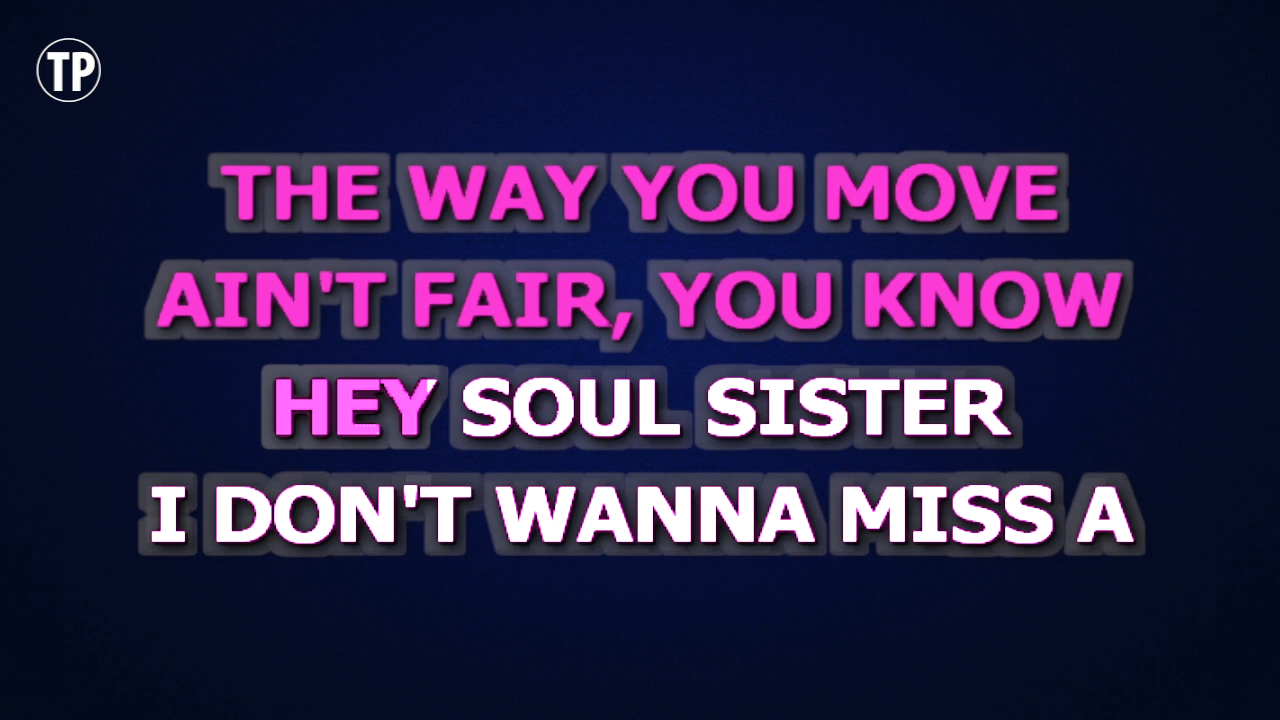 TP
THE WAY YOU MOVE
AIN'T FAIR, YOU KNOW
HEY SOUL SISTER
I DON'T WANNA MISS A